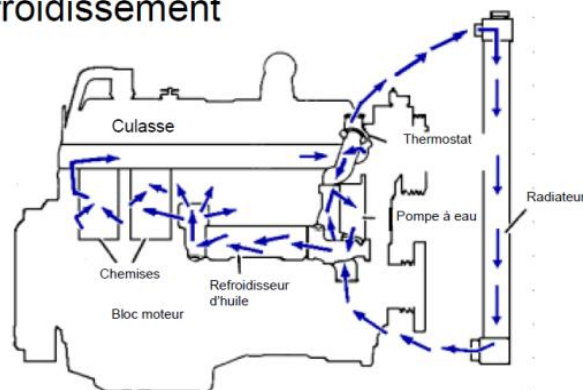 roidissement
Culasse
Thermostat
Radiateur
Pompe à eau
Chemises
Refroidisseur
d'huile
Bloc moteur